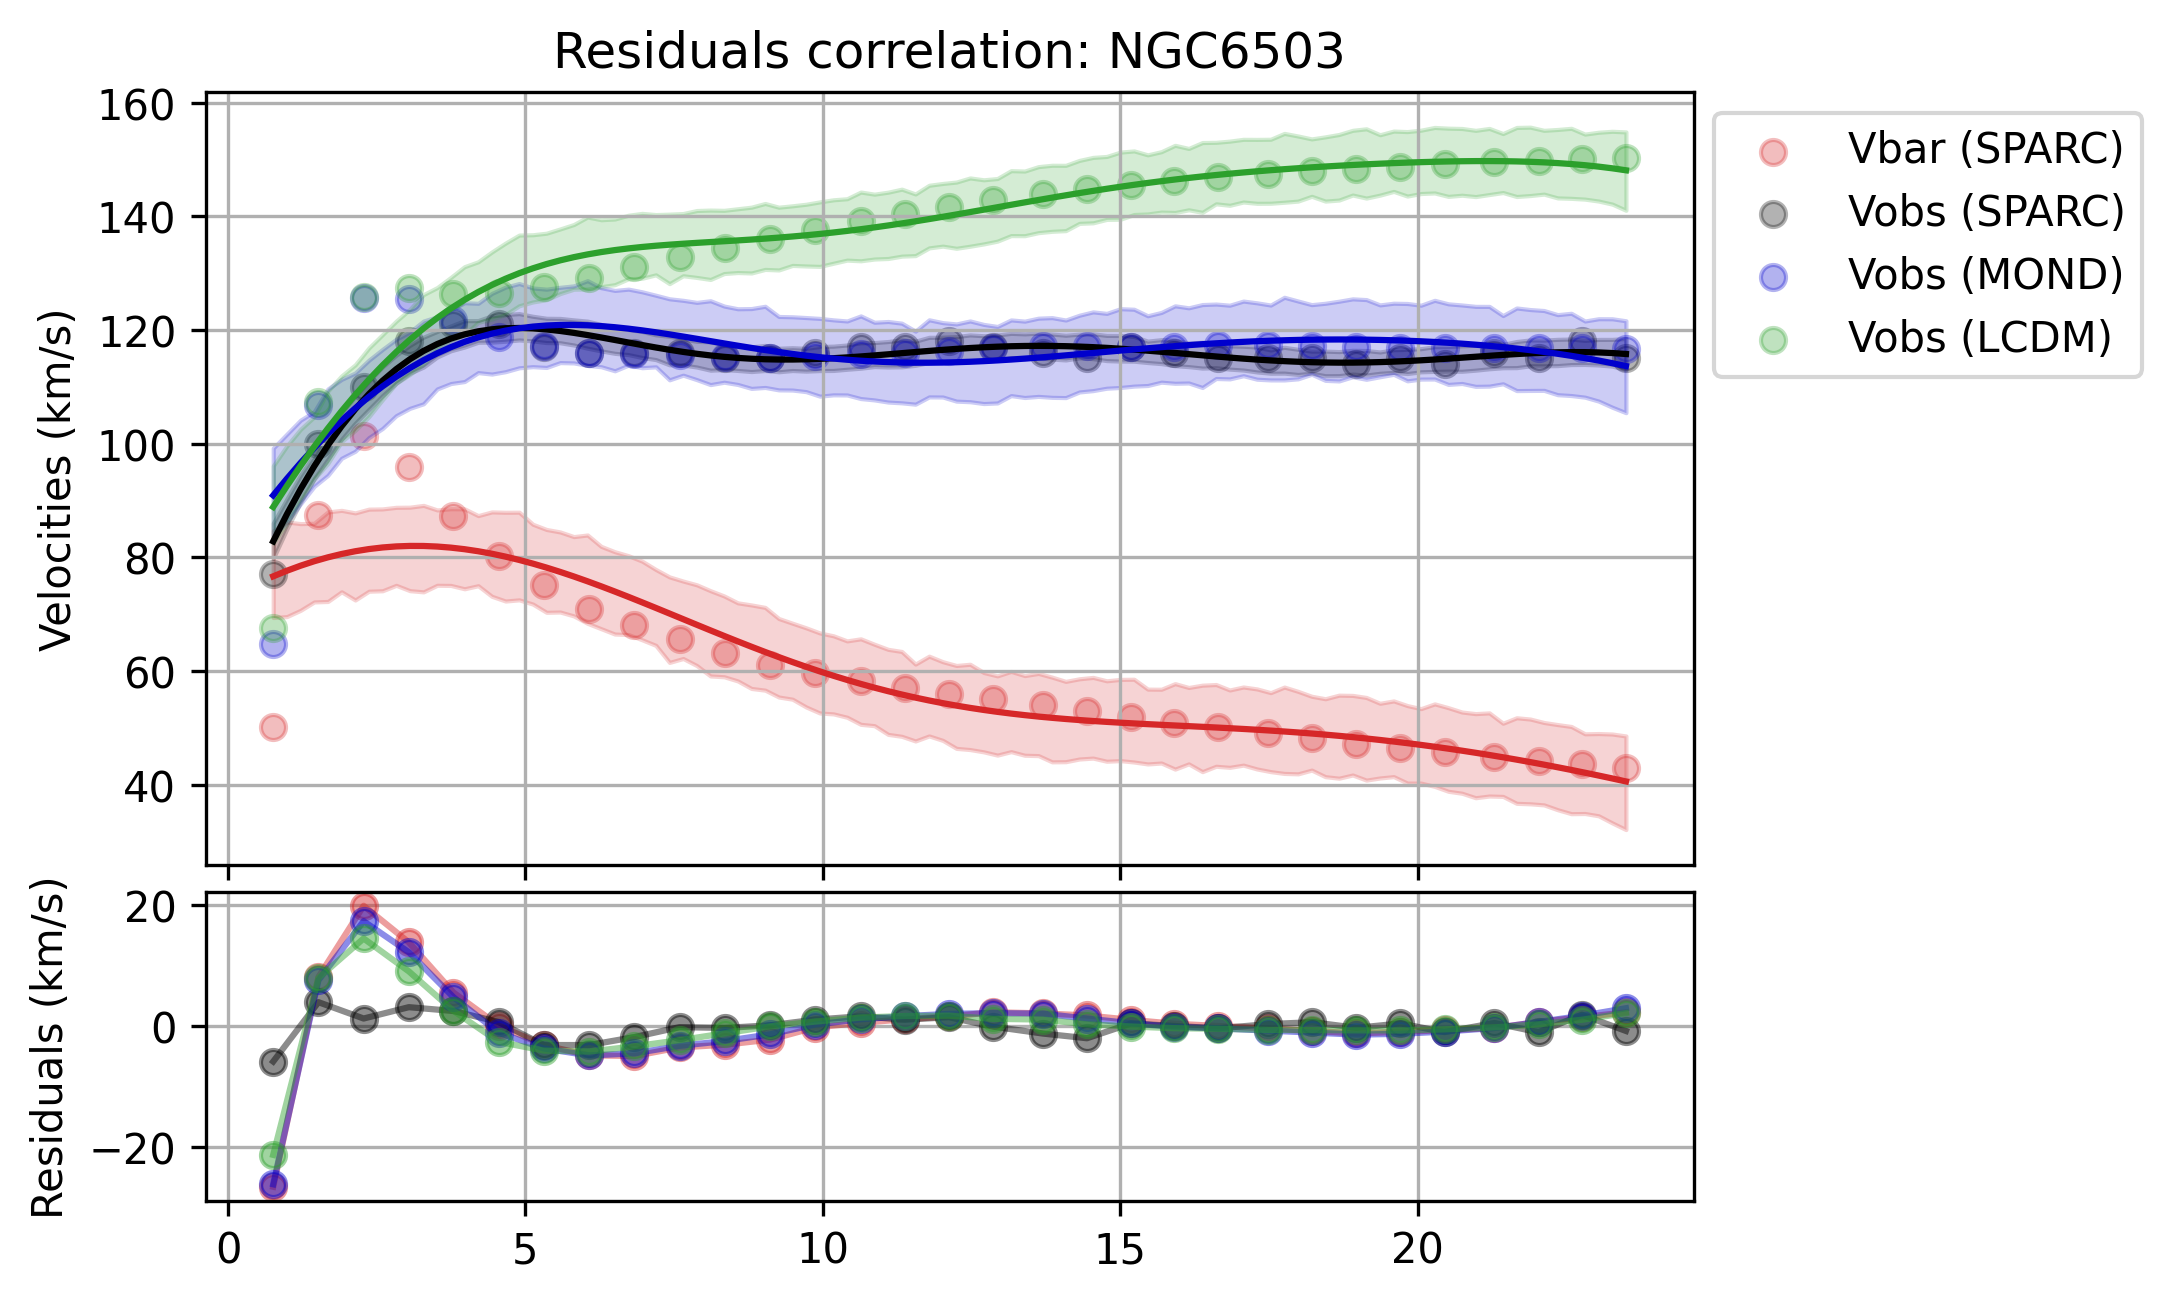 Residuals correlation: NGC6503
160
140
120
100
80
60
40
Velocities (km/s)
Vbar (SPARC)
Vobs (SPARC)
Vobs (MOND)
Vobs (LCDM)
20
0
−20
Residuals (km/s)
0 5 10 15 20